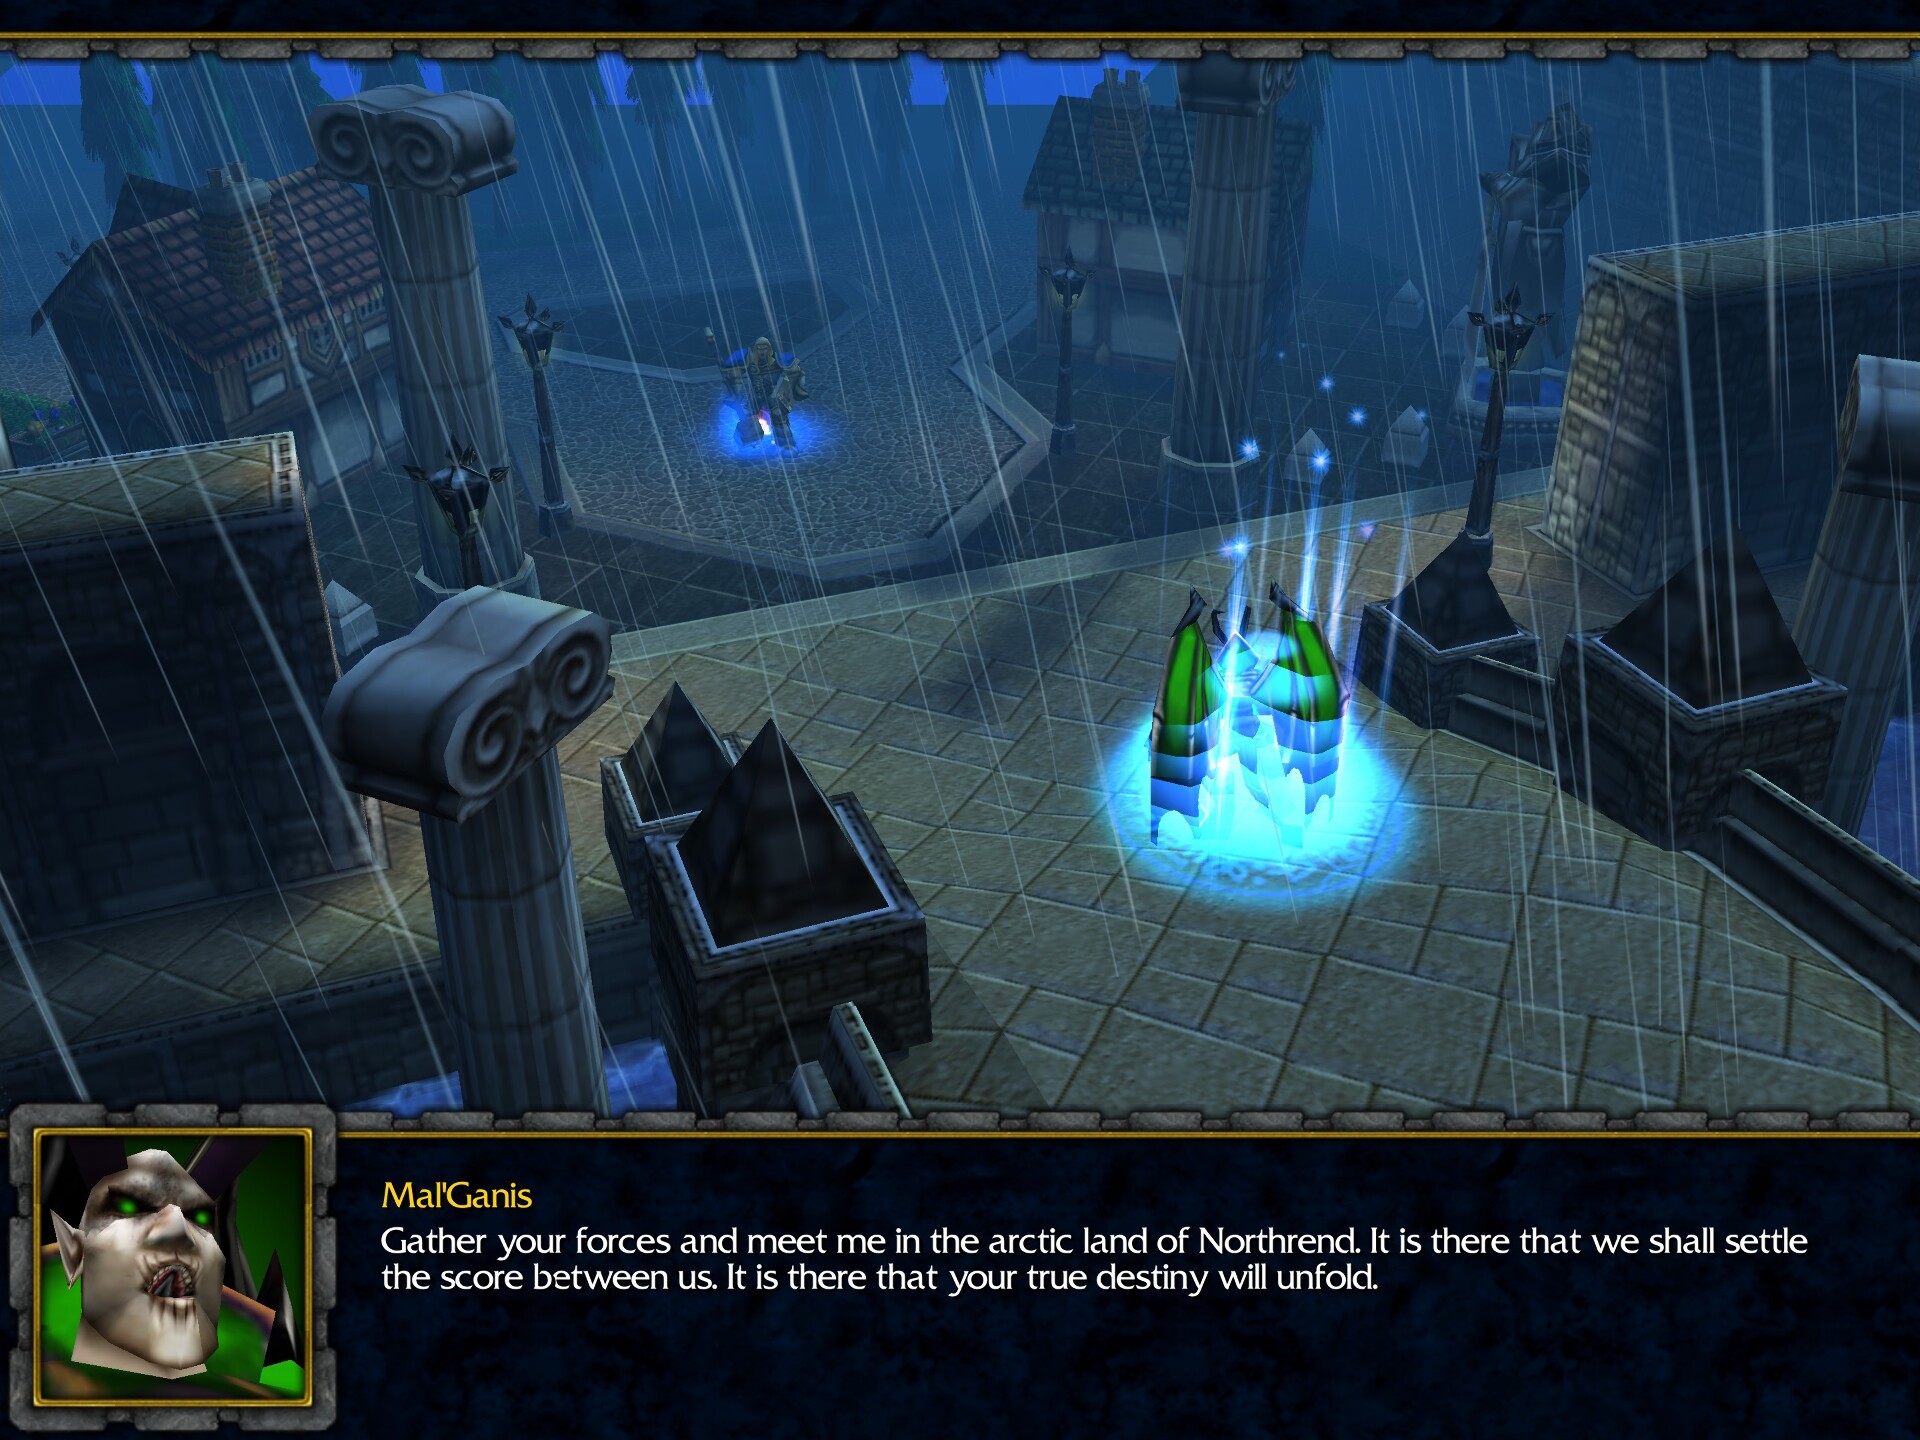 Mal'Ganis
Gather your forces and meet me in the arctic land of Northrend. It is there that we shall settle
the score between us. It is there that your true destiny will unfold.